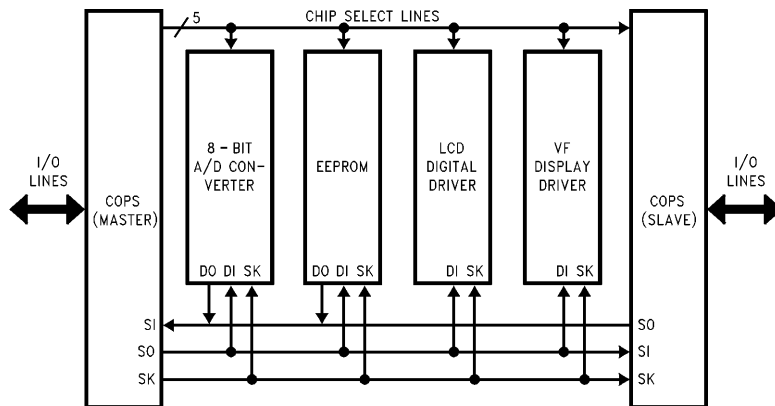 5
CHIP SELECT LINES
I/O
LINES
COPS
(MASTER)
8 – BIT
A/D CON-
VERTER
EEPROM
LCD
DIGITAL
DRIVER
VF
DISPLAY
DRIVER
COPS
(SLAVE)
I/O
LINES
DO DI SK
DO DI SK
DI SK
DI SK
SI
SO
SO
SI
SK
SK